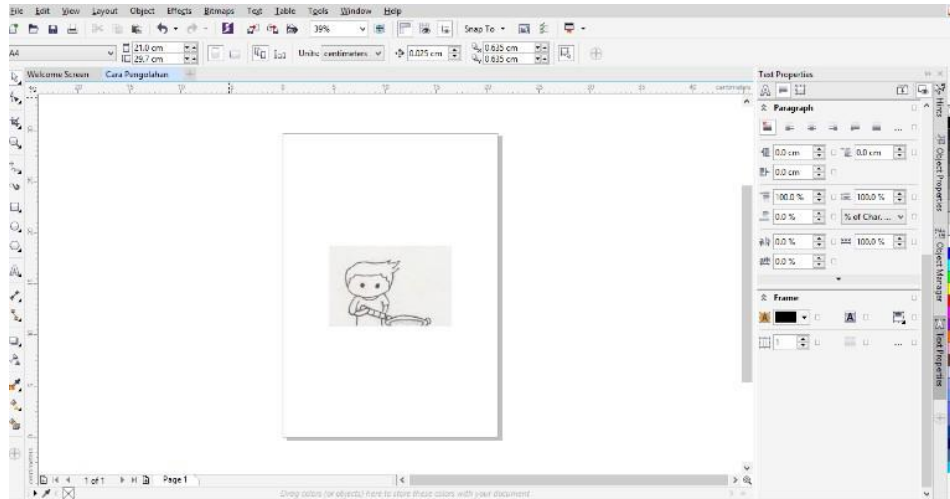 File Edit View Layout Object Effects Bitmaps Text Table Tools Window Help
39% Snap To
A4 21.0 cm Units: centimeters 0.025 cm 0.635 cm
29.7 cm 0.635 cm
Welcome Screen Cara Pengolahan
centimeters
Text Properties
Paragraph
0.0 cm 0.0 cm
0.0 cm
100.0 % 100.0 %
0.0 % % of Char....
0.0 % 100.0 %
0.0 %
Frame
1
Hints
Object Properties
Object Manager
Text Properties
1 of 1 Page 1
Drag colors (or objects) here to store these colors with your document